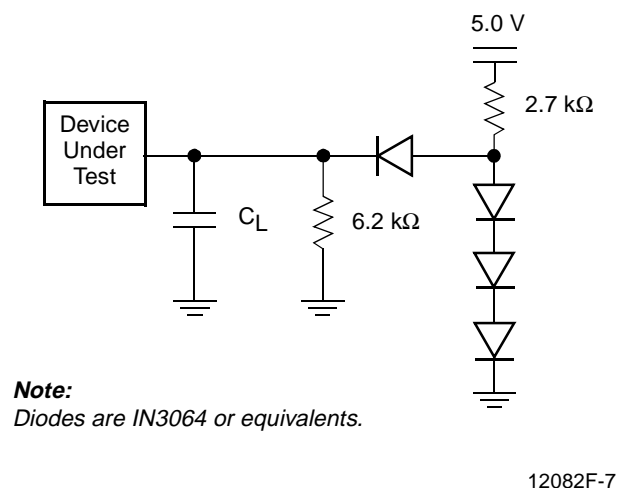 5.0 V
2.7 kΩ
Device
Under
Test
CL
6.2 kΩ
Note:
Diodes are IN3064 or equivalents.
12082F-7